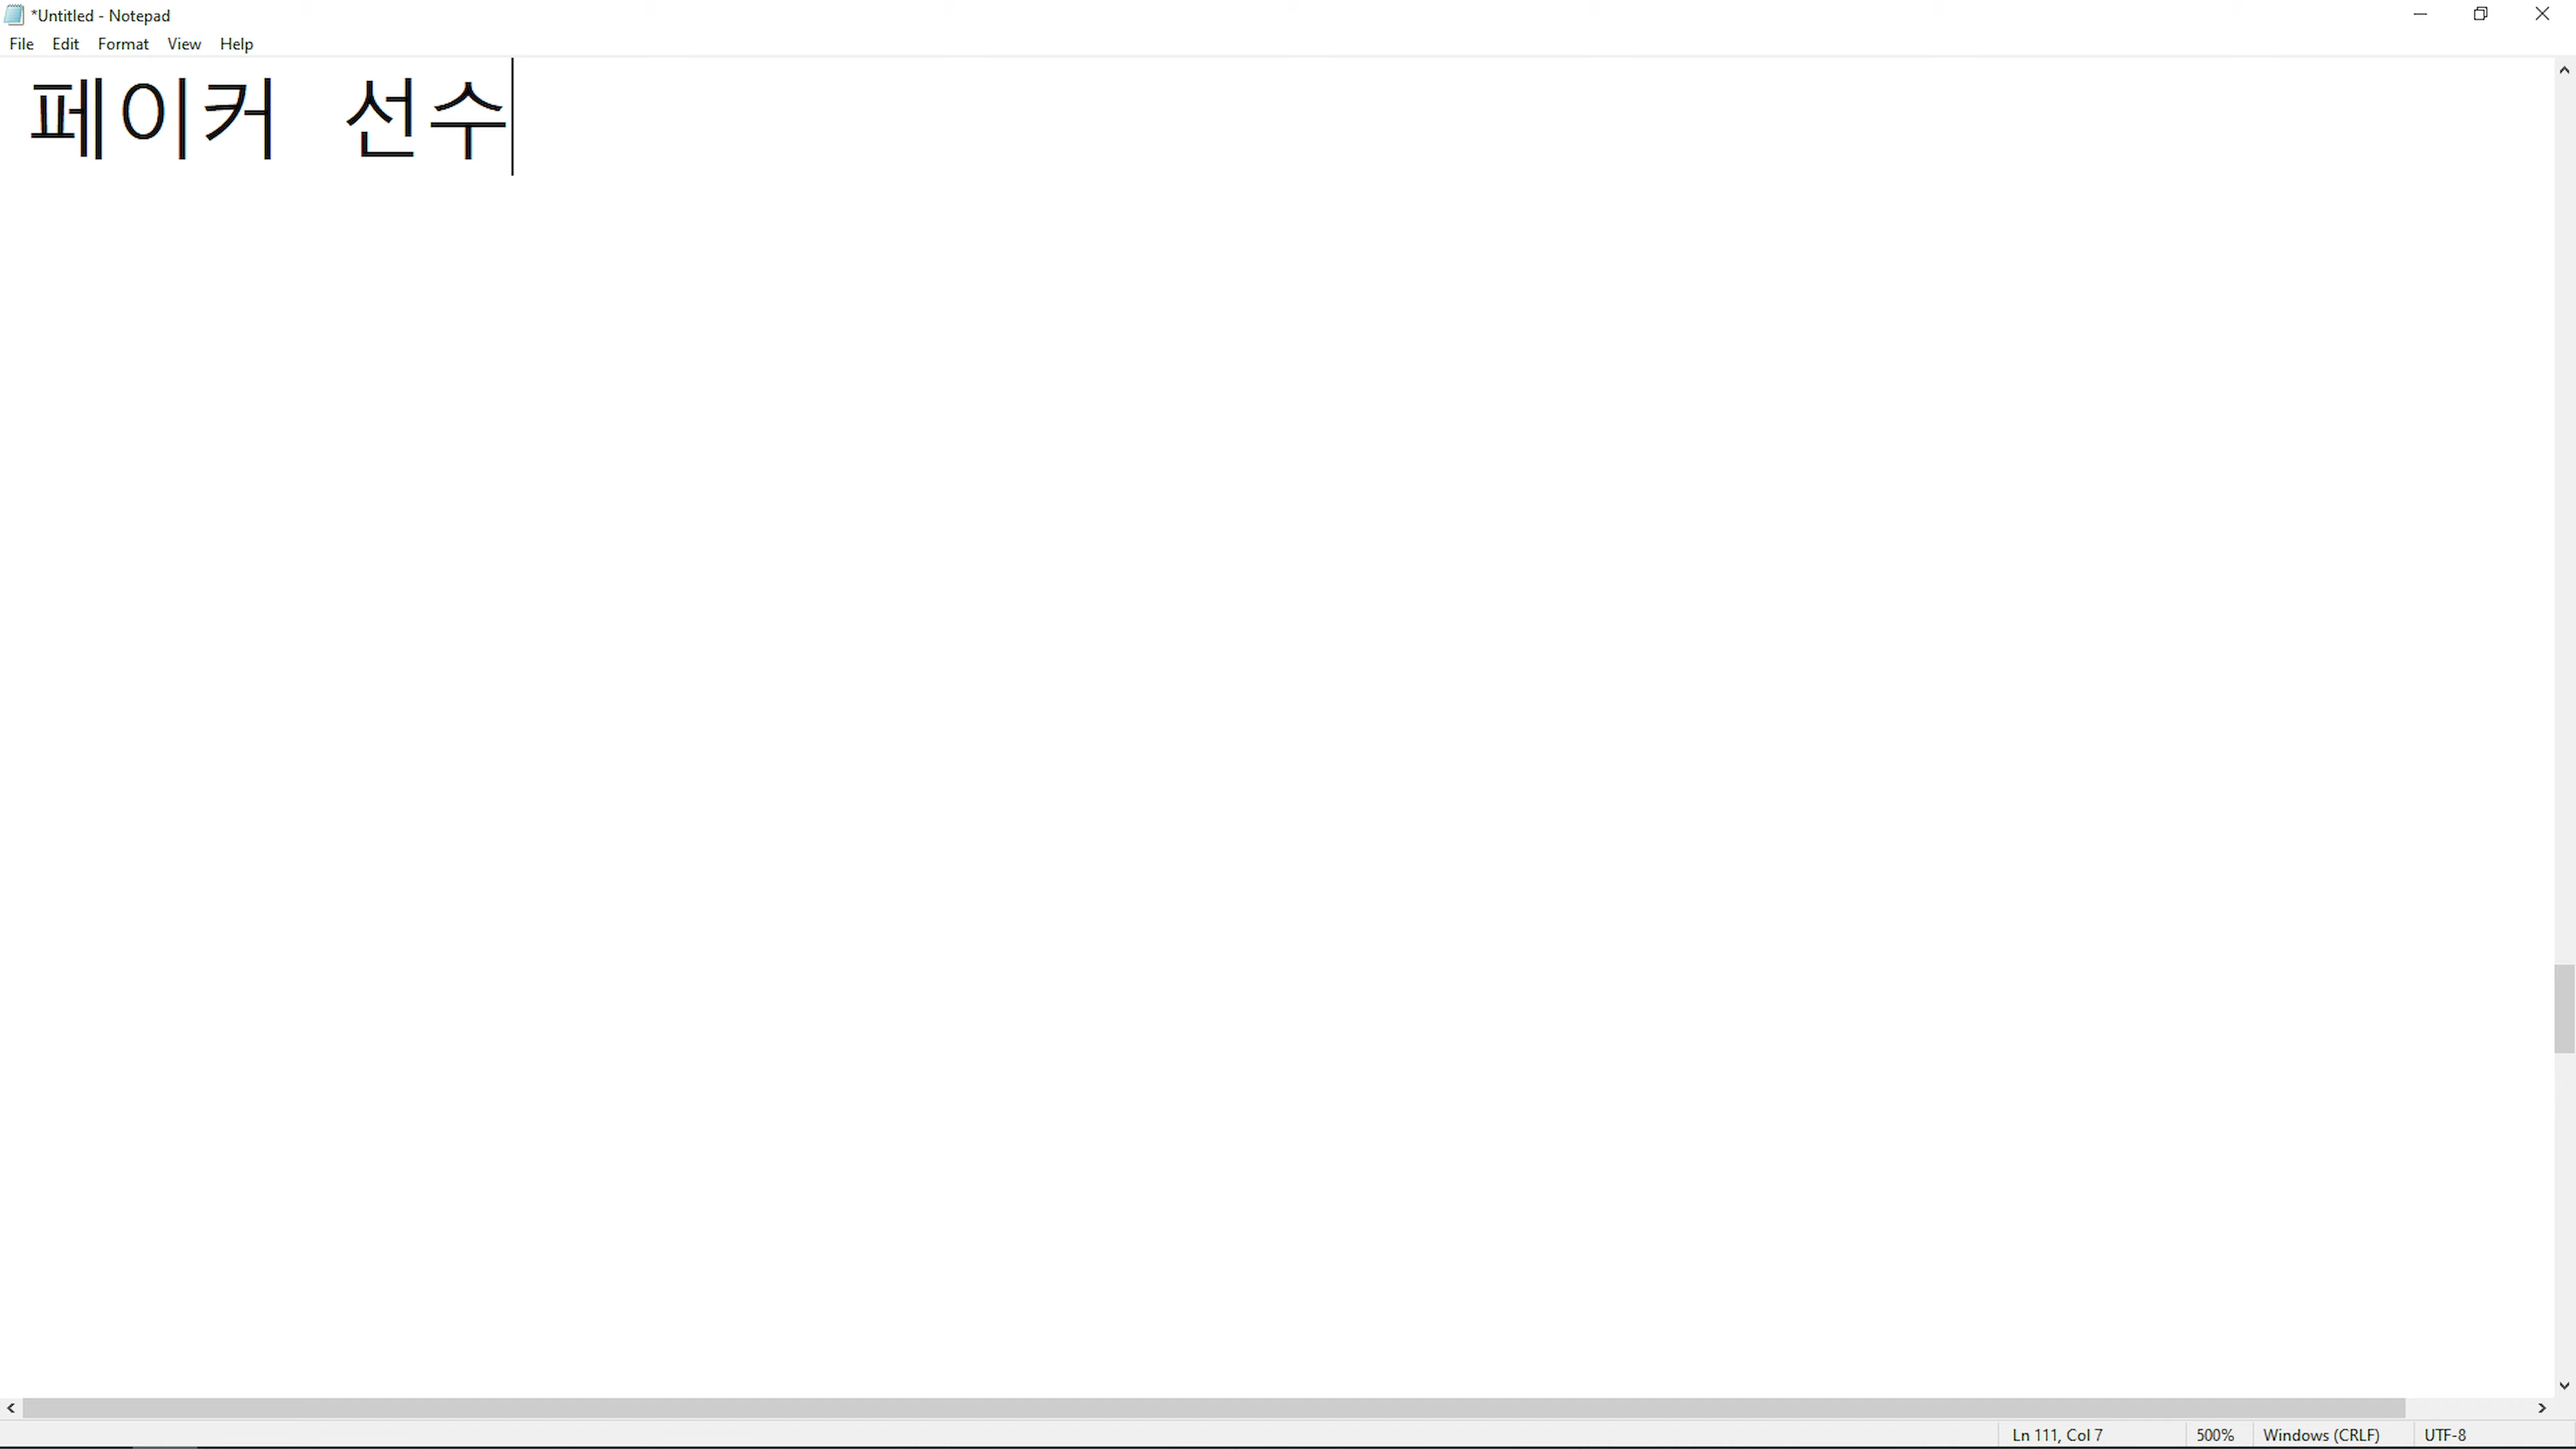 *Untitled - Notepad
File Edit Format View Help
페이커 선수
Ln 111, Col 7 500% Windows (CRLF) UTF-8